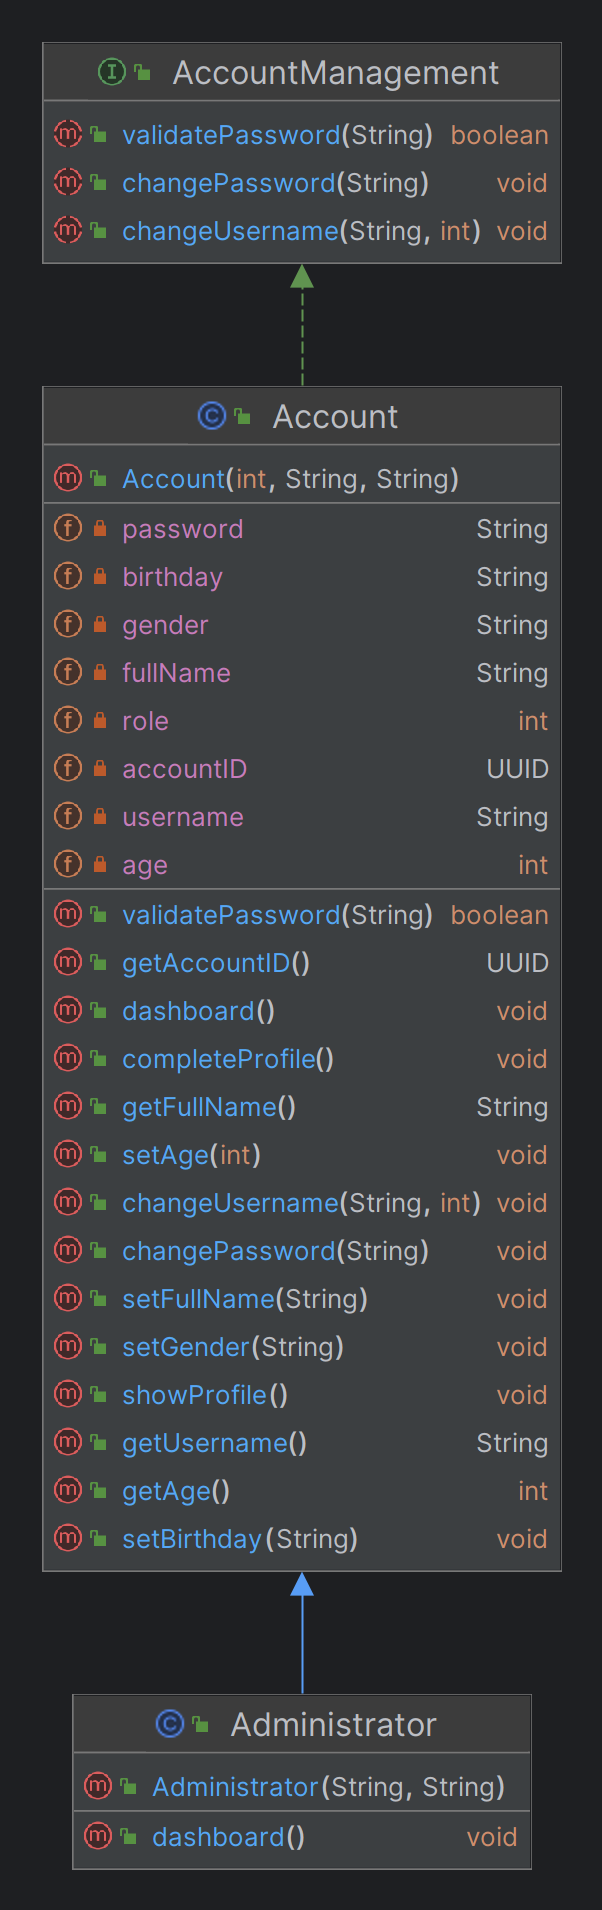 AccountManagement
validatePassword(String) boolean
changePassword(String) void
changeUsername(String, int) void
Account
Account(int, String, String)
password String
birthday String
gender String
fullName String
role int
accountID UUID
username String
age int
validatePassword(String) boolean
getAccountID() UUID
dashboard() void
completeProfile() void
getFullName() String
setAge(int) void
changeUsername(String, int) void
changePassword(String) void
setFullName(String) void
setGender(String) void
showProfile() void
getUsername() String
getAge() int
setBirthday(String) void
Administrator
Administrator(String, String)
dashboard() void